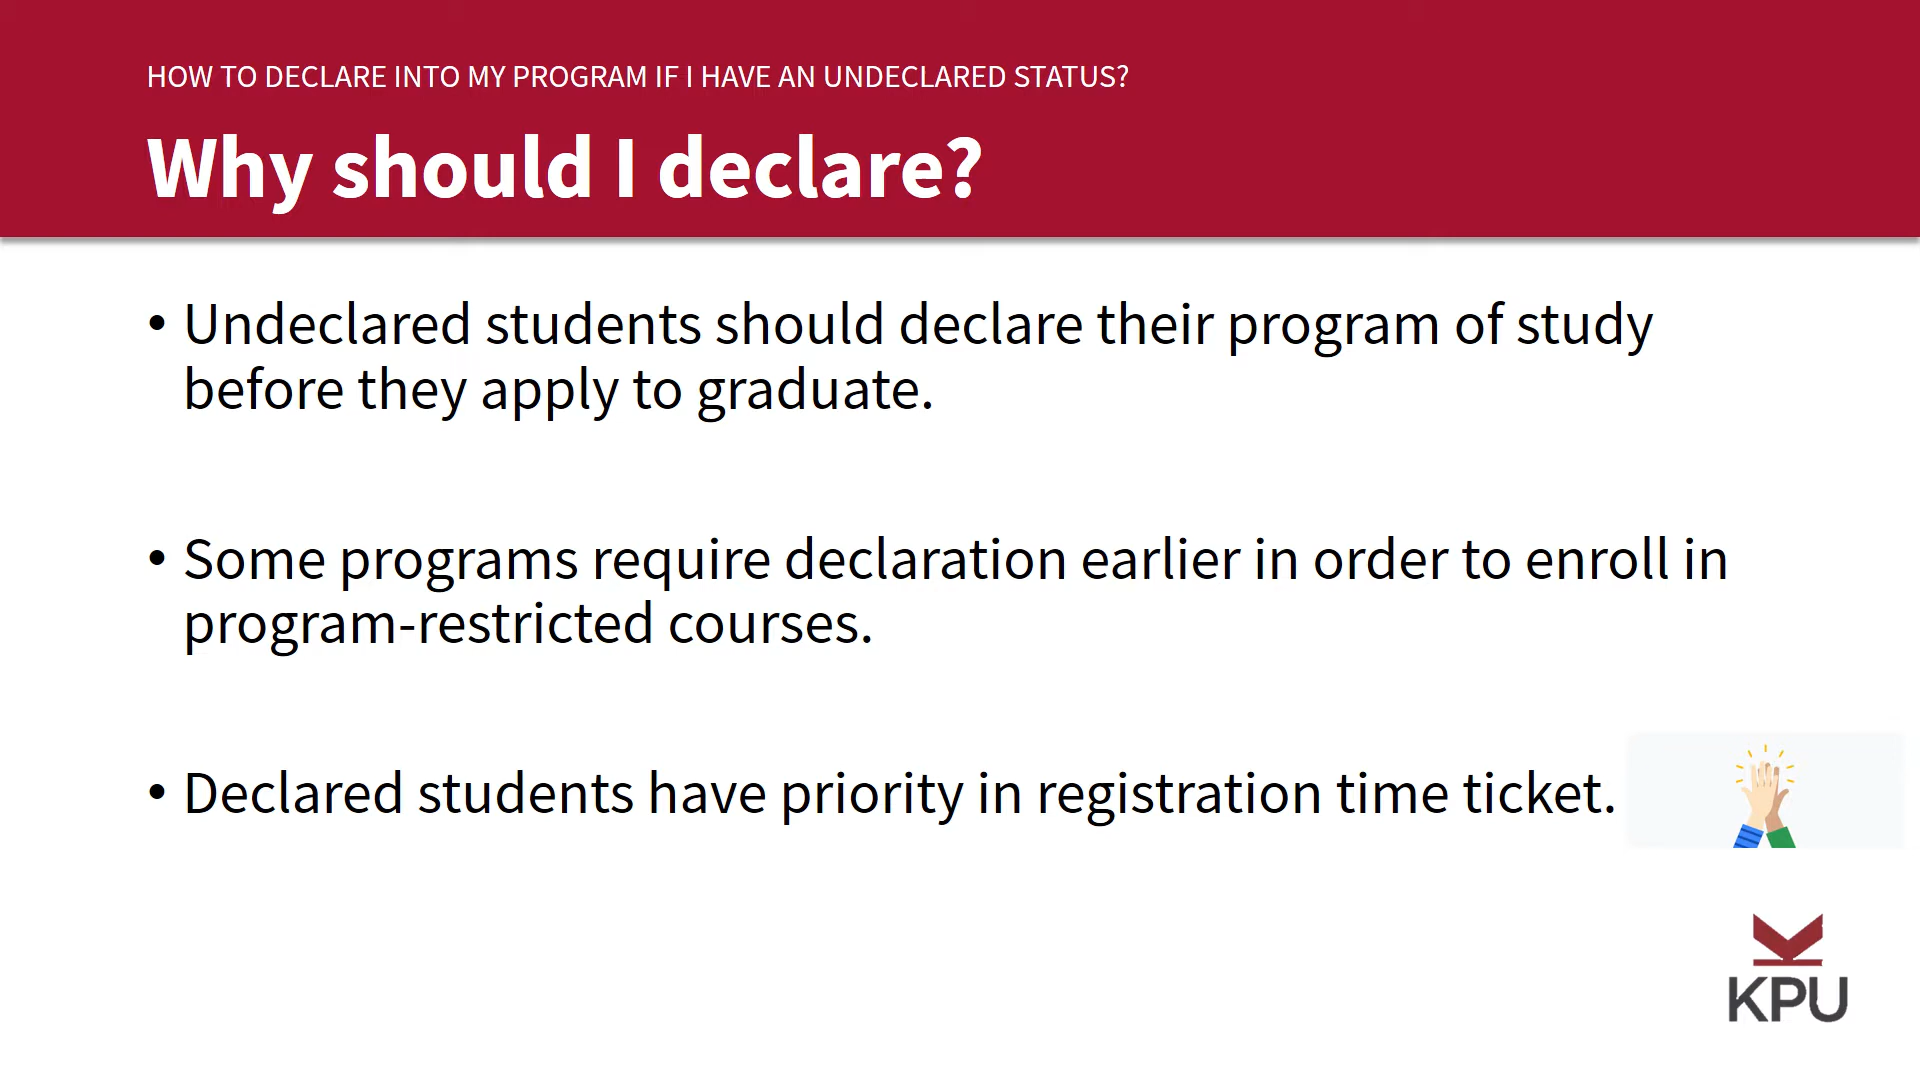 HOW TO DECLARE INTO MY PROGRAM IF I HAVE AN UNDECLARED STATUS?
Why should I declare?
• Undeclared students should declare their program of study
before they apply to graduate.
• Some programs require declaration earlier in order to enroll in
program-restricted courses.
• Declared students have priority in registration time ticket.
KPU